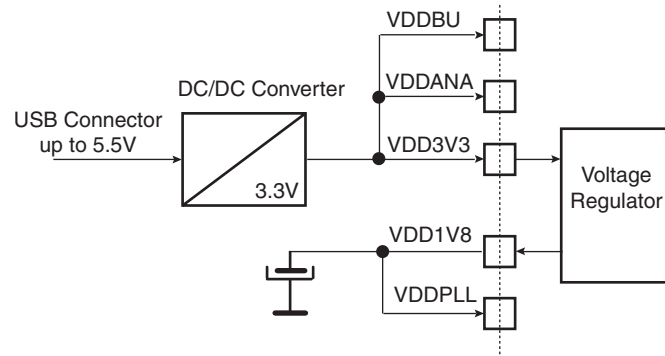 VDDBU
DC/DC Converter
VDDANA
USB Connector
up to 5.5V
VDD3V3
3.3V
Voltage
Regulator
VDD1V8
VDDPLL